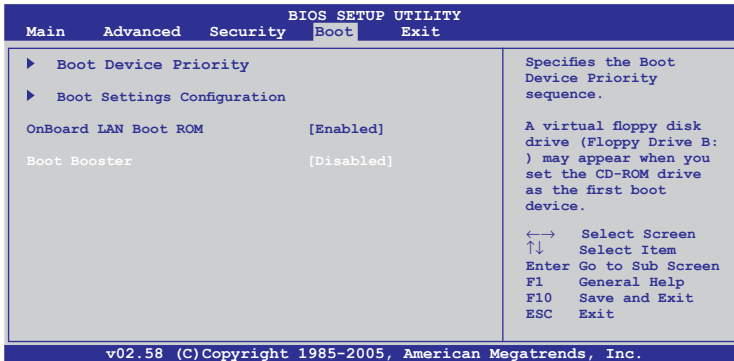 BIOS SETUP UTILITY
Main Advanced Security Boot Exit
Boot Device Priority
Boot Settings Configuration
OnBoard LAN Boot ROM [Enabled]
Boot Booster [Disabled]
Specifies the Boot
Device Priority
sequence.
A virtual floppy disk
drive (Floppy Drive B:
) may appear when you
set the CD-ROM drive
as the first boot
device.
←→ Select Screen
↑↓ Select Item
Enter Go to Sub Screen
F1 General Help
F10 Save and Exit
ESC Exit
v02.58 (C)Copyright 1985-2005, American Megatrends, Inc.